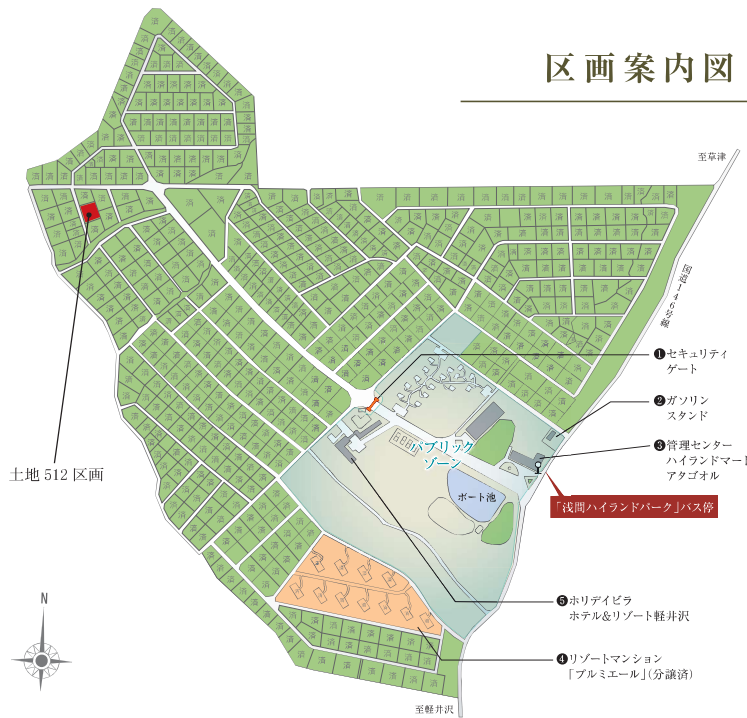 区画案内図
至草津
国道146号線
❶セキュリティ
ゲート
❷ガソリン
スタンド
❸管理センター
ハイランドマート
アタゴオル
「浅間ハイランドパーク」バス停
パブリック
ゾーン
ボート池
土地512区画
N
❺ホリデイビラ
ホテル&リゾート軽井沢
❹リゾートマンション
「プルミエール」(分譲済)
至軽井沢